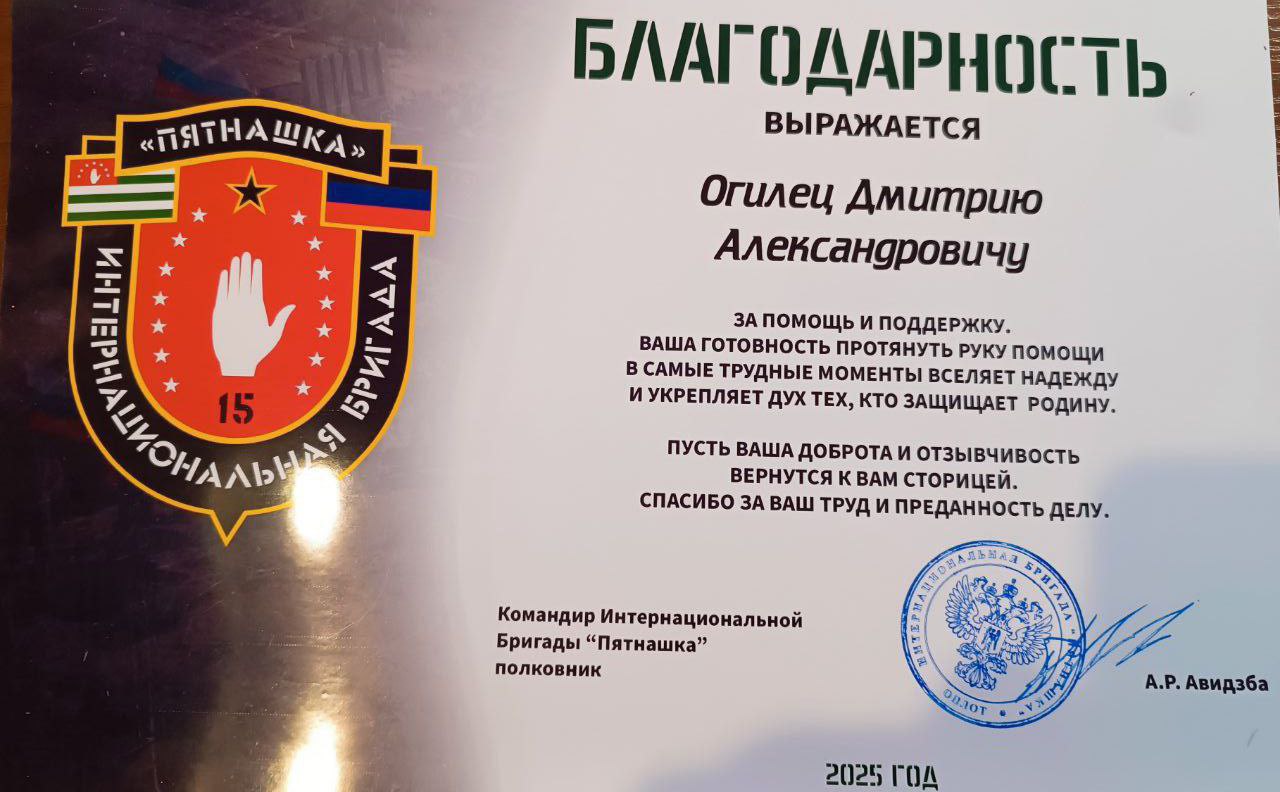 БЛАГОДАРНОСТЬ
ВЫРАЖАЕТСЯ
Огилец Дмитрию
Александровичу
ЗА ПОМОЩЬ И ПОДДЕРЖКУ.
ВАША ГОТОВНОСТЬ ПРОТЯНУТЬ РУКУ ПОМОЩИ
В САМЫЕ ТРУДНЫЕ МОМЕНТЫ ВСЕЛЯЕТ НАДЕЖДУ
И УКРЕПЛЯЕТ ДУХ ТЕХ, КТО ЗАЩИЩАЕТ РОДИНУ.
ПУСТЬ ВАША ДОБРОТА И ОТЗЫВЧИВОСТЬ
ВЕРНУТСЯ К ВАМ СТОРИЦЕЙ.
СПАСИБО ЗА ВАШ ТРУД И ПРЕДАННОСТЬ ДЕЛУ.
«ПЯТНАШКА»
ИНТЕРНАЦИОНАЛЬНАЯ БРИГАДА
15
Командир Интернациональной
Бригады “Пятнашка”
полковник
ИНТЕРНАЦИОНАЛЬНАЯ БРИГАДА "ПЯТНАШКА"
ОПЛОТ
А.Р. Авидзба
2025 ГОД